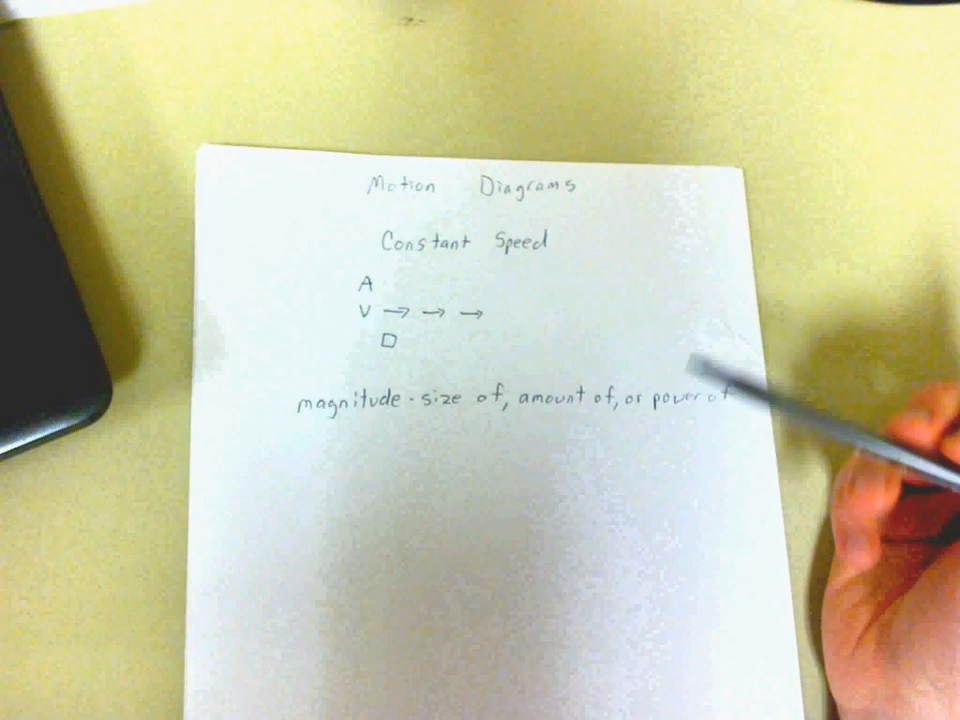 Motion Diagrams
Constant Speed
A
V → → →
□
magnitude - size of, amount of, or power of